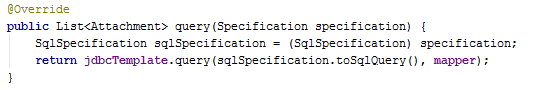 @Override
public List<Attachment> query(Specification specification) {
    SqlSpecification sqlSpecification = (SqlSpecification) specification;
    return jdbcTemplate.query(sqlSpecification.toSqlQuery(), mapper);
}